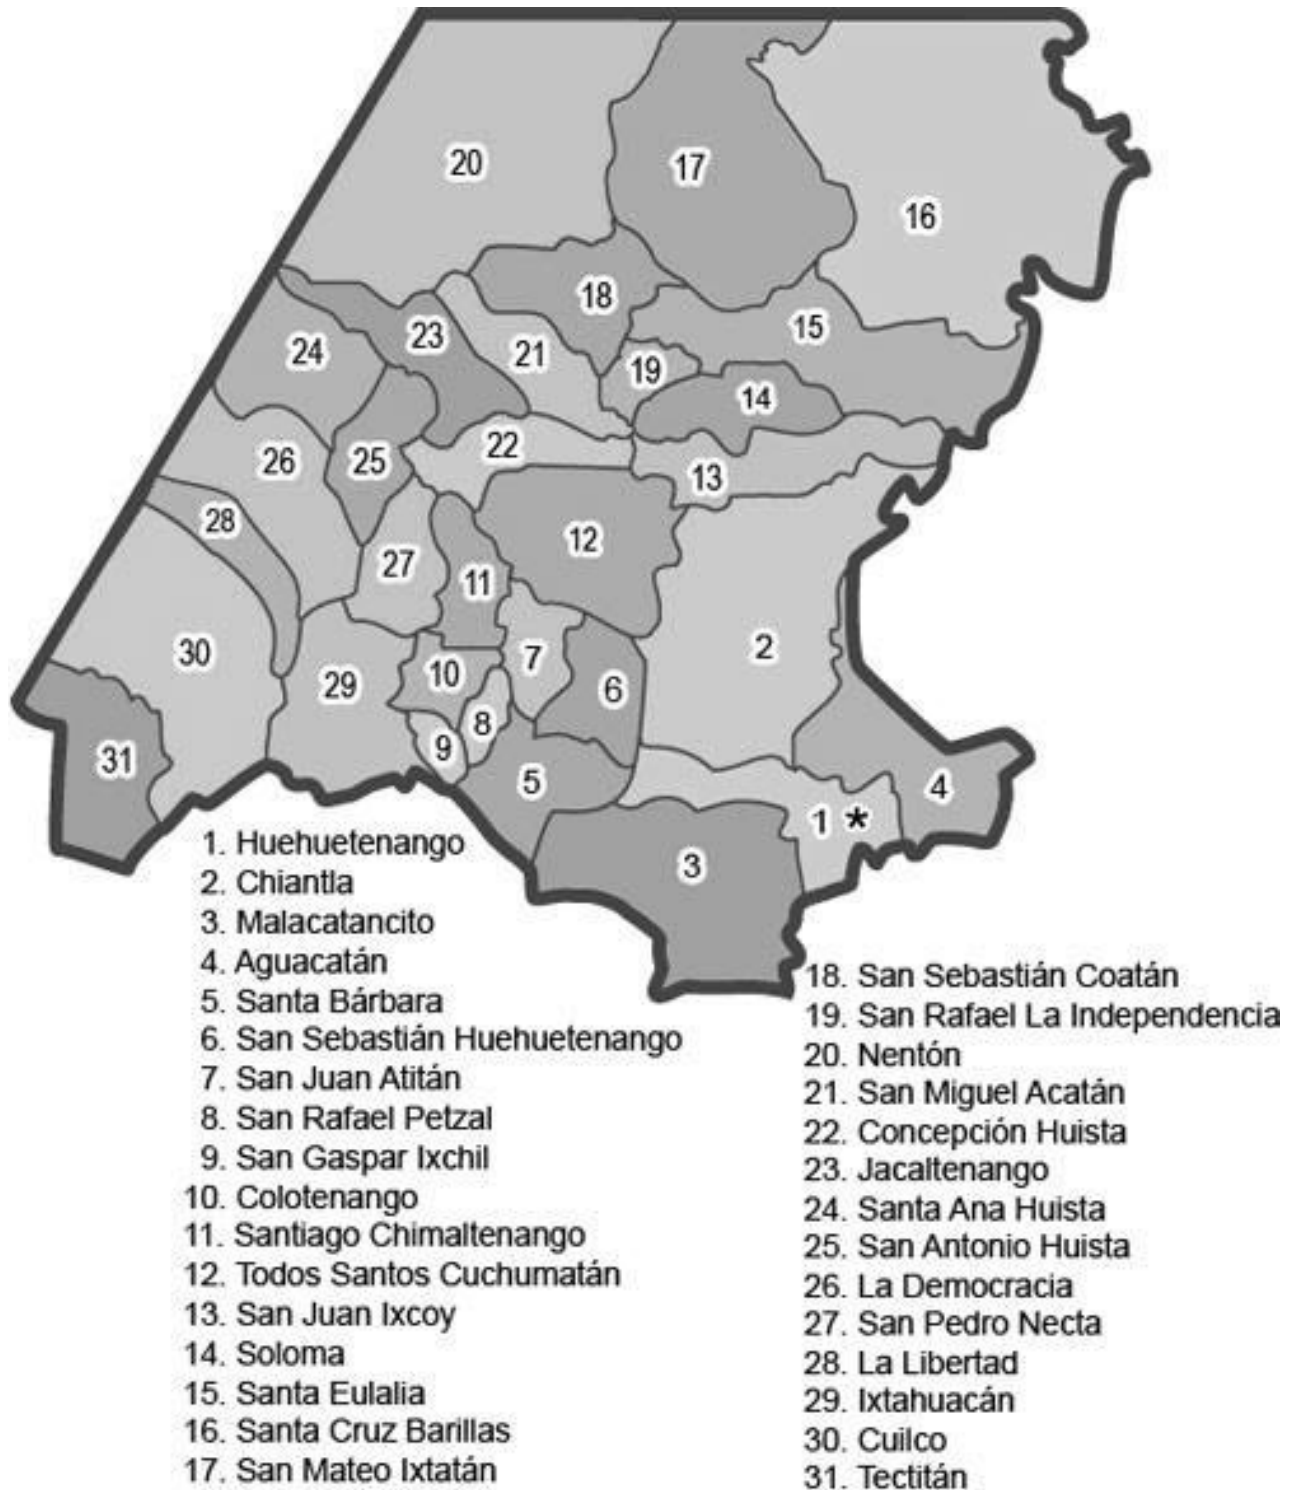 20
17
16
18
15
23
21
24
19
14
22
26
25
13
28
12
27
11
2
30
7
10
29
6
8
9
31
5
4
1 *
3
1. Huehuetenango
2. Chiantla
3. Malacatancito
4. Aguacatán
5. Santa Bárbara
6. San Sebastián Huehuetenango
7. San Juan Atitán
8. San Rafael Petzal
9. San Gaspar Ixchil
10. Colotenango
11. Santiago Chimaltenango
12. Todos Santos Cuchumatán
13. San Juan Ixcoy
14. Soloma
15. Santa Eulalia
16. Santa Cruz Barillas
17. San Mateo Ixtatán
18. San Sebastián Coatán
19. San Rafael La Independencia
20. Nentón
21. San Miguel Acatán
22. Concepción Huista
23. Jacaltenango
24. Santa Ana Huista
25. San Antonio Huista
26. La Democracia
27. San Pedro Necta
28. La Libertad
29. Ixtahuacán
30. Cuilco
31. Tectitán